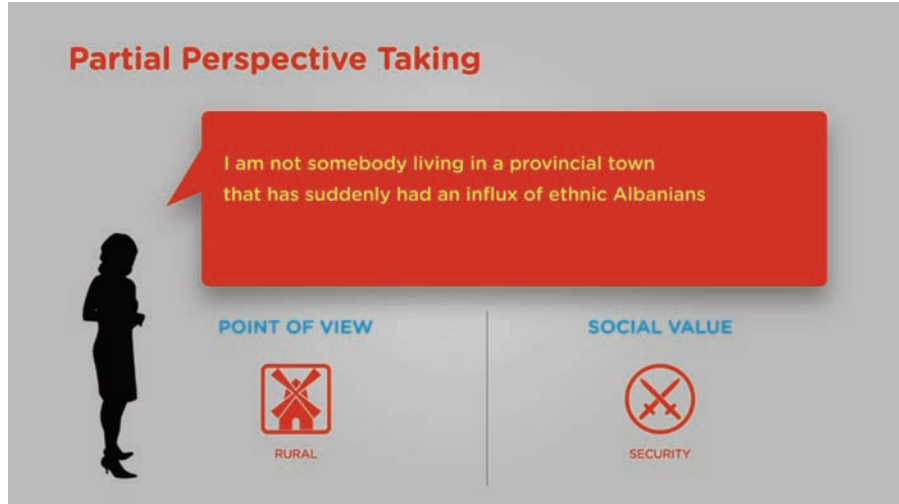 Partial Perspective Taking
I am not somebody living in a provincial town
that has suddenly had an influx of ethnic Albanians
POINT OF VIEW
SOCIAL VALUE
RURAL
SECURITY